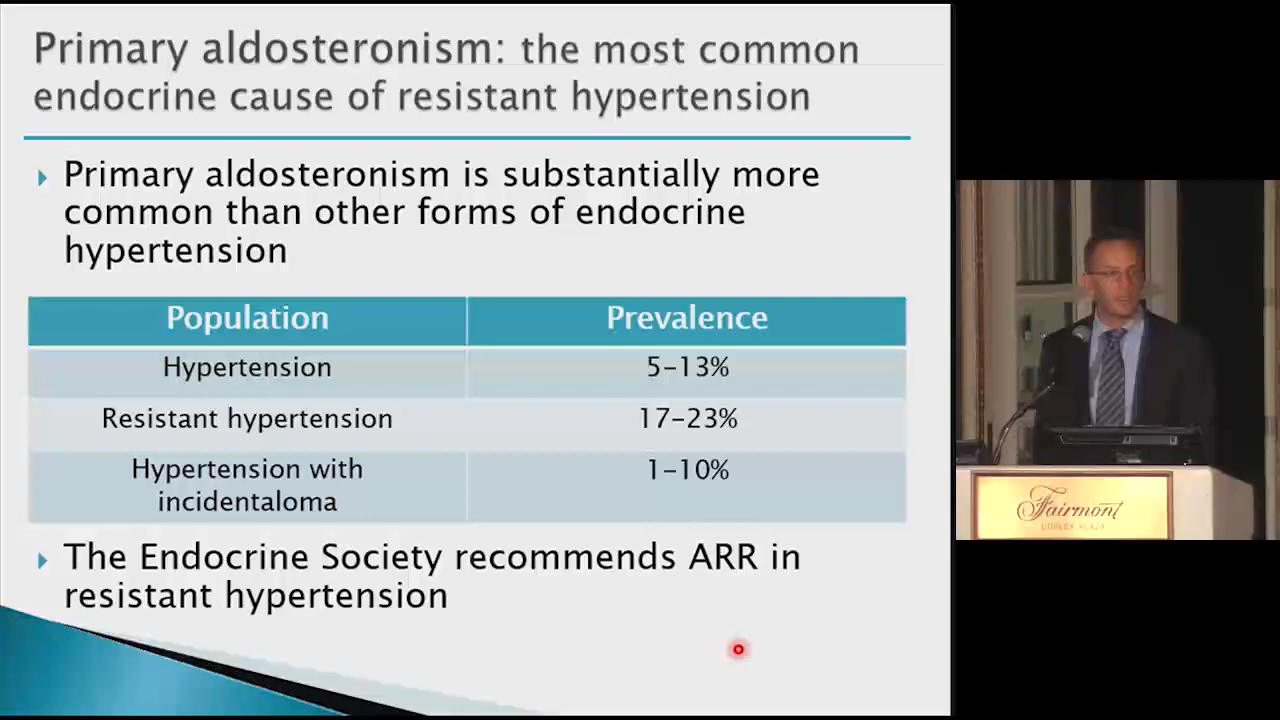 Primary aldosteronism: the most common
endocrine cause of resistant hypertension
Primary aldosteronism is substantially more
common than other forms of endocrine
hypertension
Population
Prevalence
Hypertension
5-13%
Resistant hypertension
17-23%
Hypertension with
incidentaloma
1-10%
The Endocrine Society recommends ARR in
resistant hypertension
Fairmont
COPLEY PLAZA